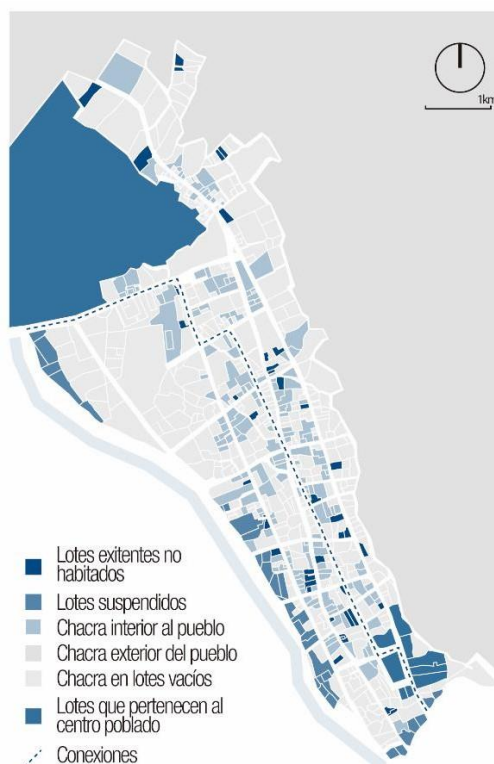 1km
Lotes exitentes no
habitados
Lotes suspendidos
Chacra interior al pueblo
Chacra exterior del pueblo
Chacra en lotes vacíos
Lotes que pertenecen al
centro poblado
Conexiones